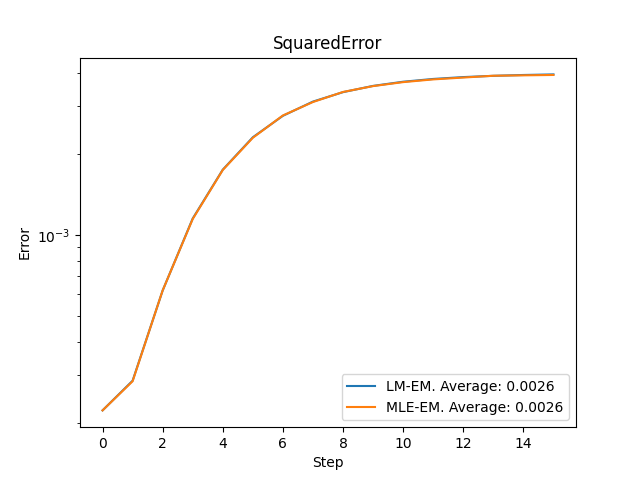 SquaredError
Error
10⁻³
LM-EM. Average: 0.0026
MLE-EM. Average: 0.0026
0 2 4 6 8 10 12 14
Step